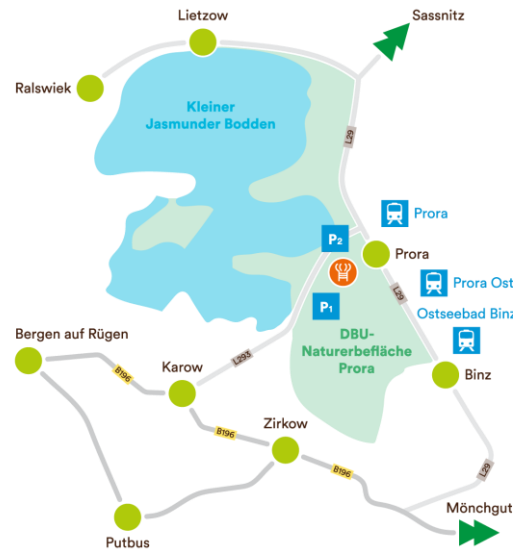 Lietzow
Sassnitz
Ralswiek
Kleiner
Jasmunder Bodden
L29
Prora
P2
Prora
Prora Ost
P1
L29
Ostseebad Binz
DBU-
Naturerbefläche
Prora
Bergen auf Rügen
L293
Karow
Binz
B196
Zirkow
B196
B196
L29
Mönchgut
Putbus